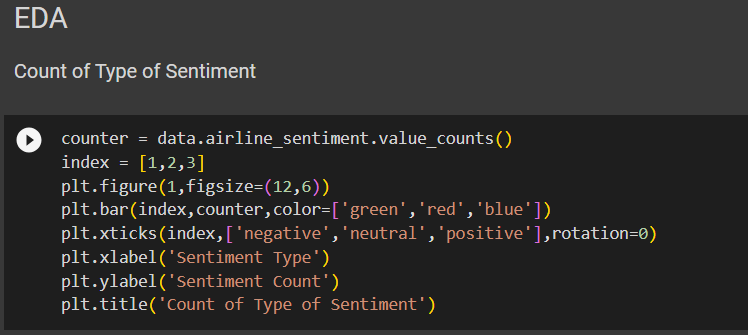 EDA
Count of Type of Sentiment
counter = data.airline_sentiment.value_counts()
index = [1,2,3]
plt.figure(1,figsize=(12,6))
plt.bar(index,counter,color=['green','red','blue'])
plt.xticks(index,['negative','neutral','positive'],rotation=0)
plt.xlabel('Sentiment Type')
plt.ylabel('Sentiment Count')
plt.title('Count of Type of Sentiment')